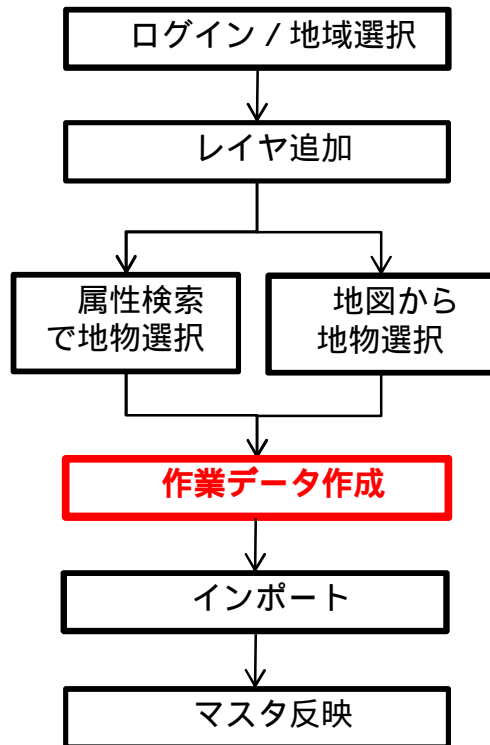 ログイン / 地域選択
レイヤ追加
属性検索
で地物選択
地図から
地物選択
作業データ作成
インポート
マスタ反映